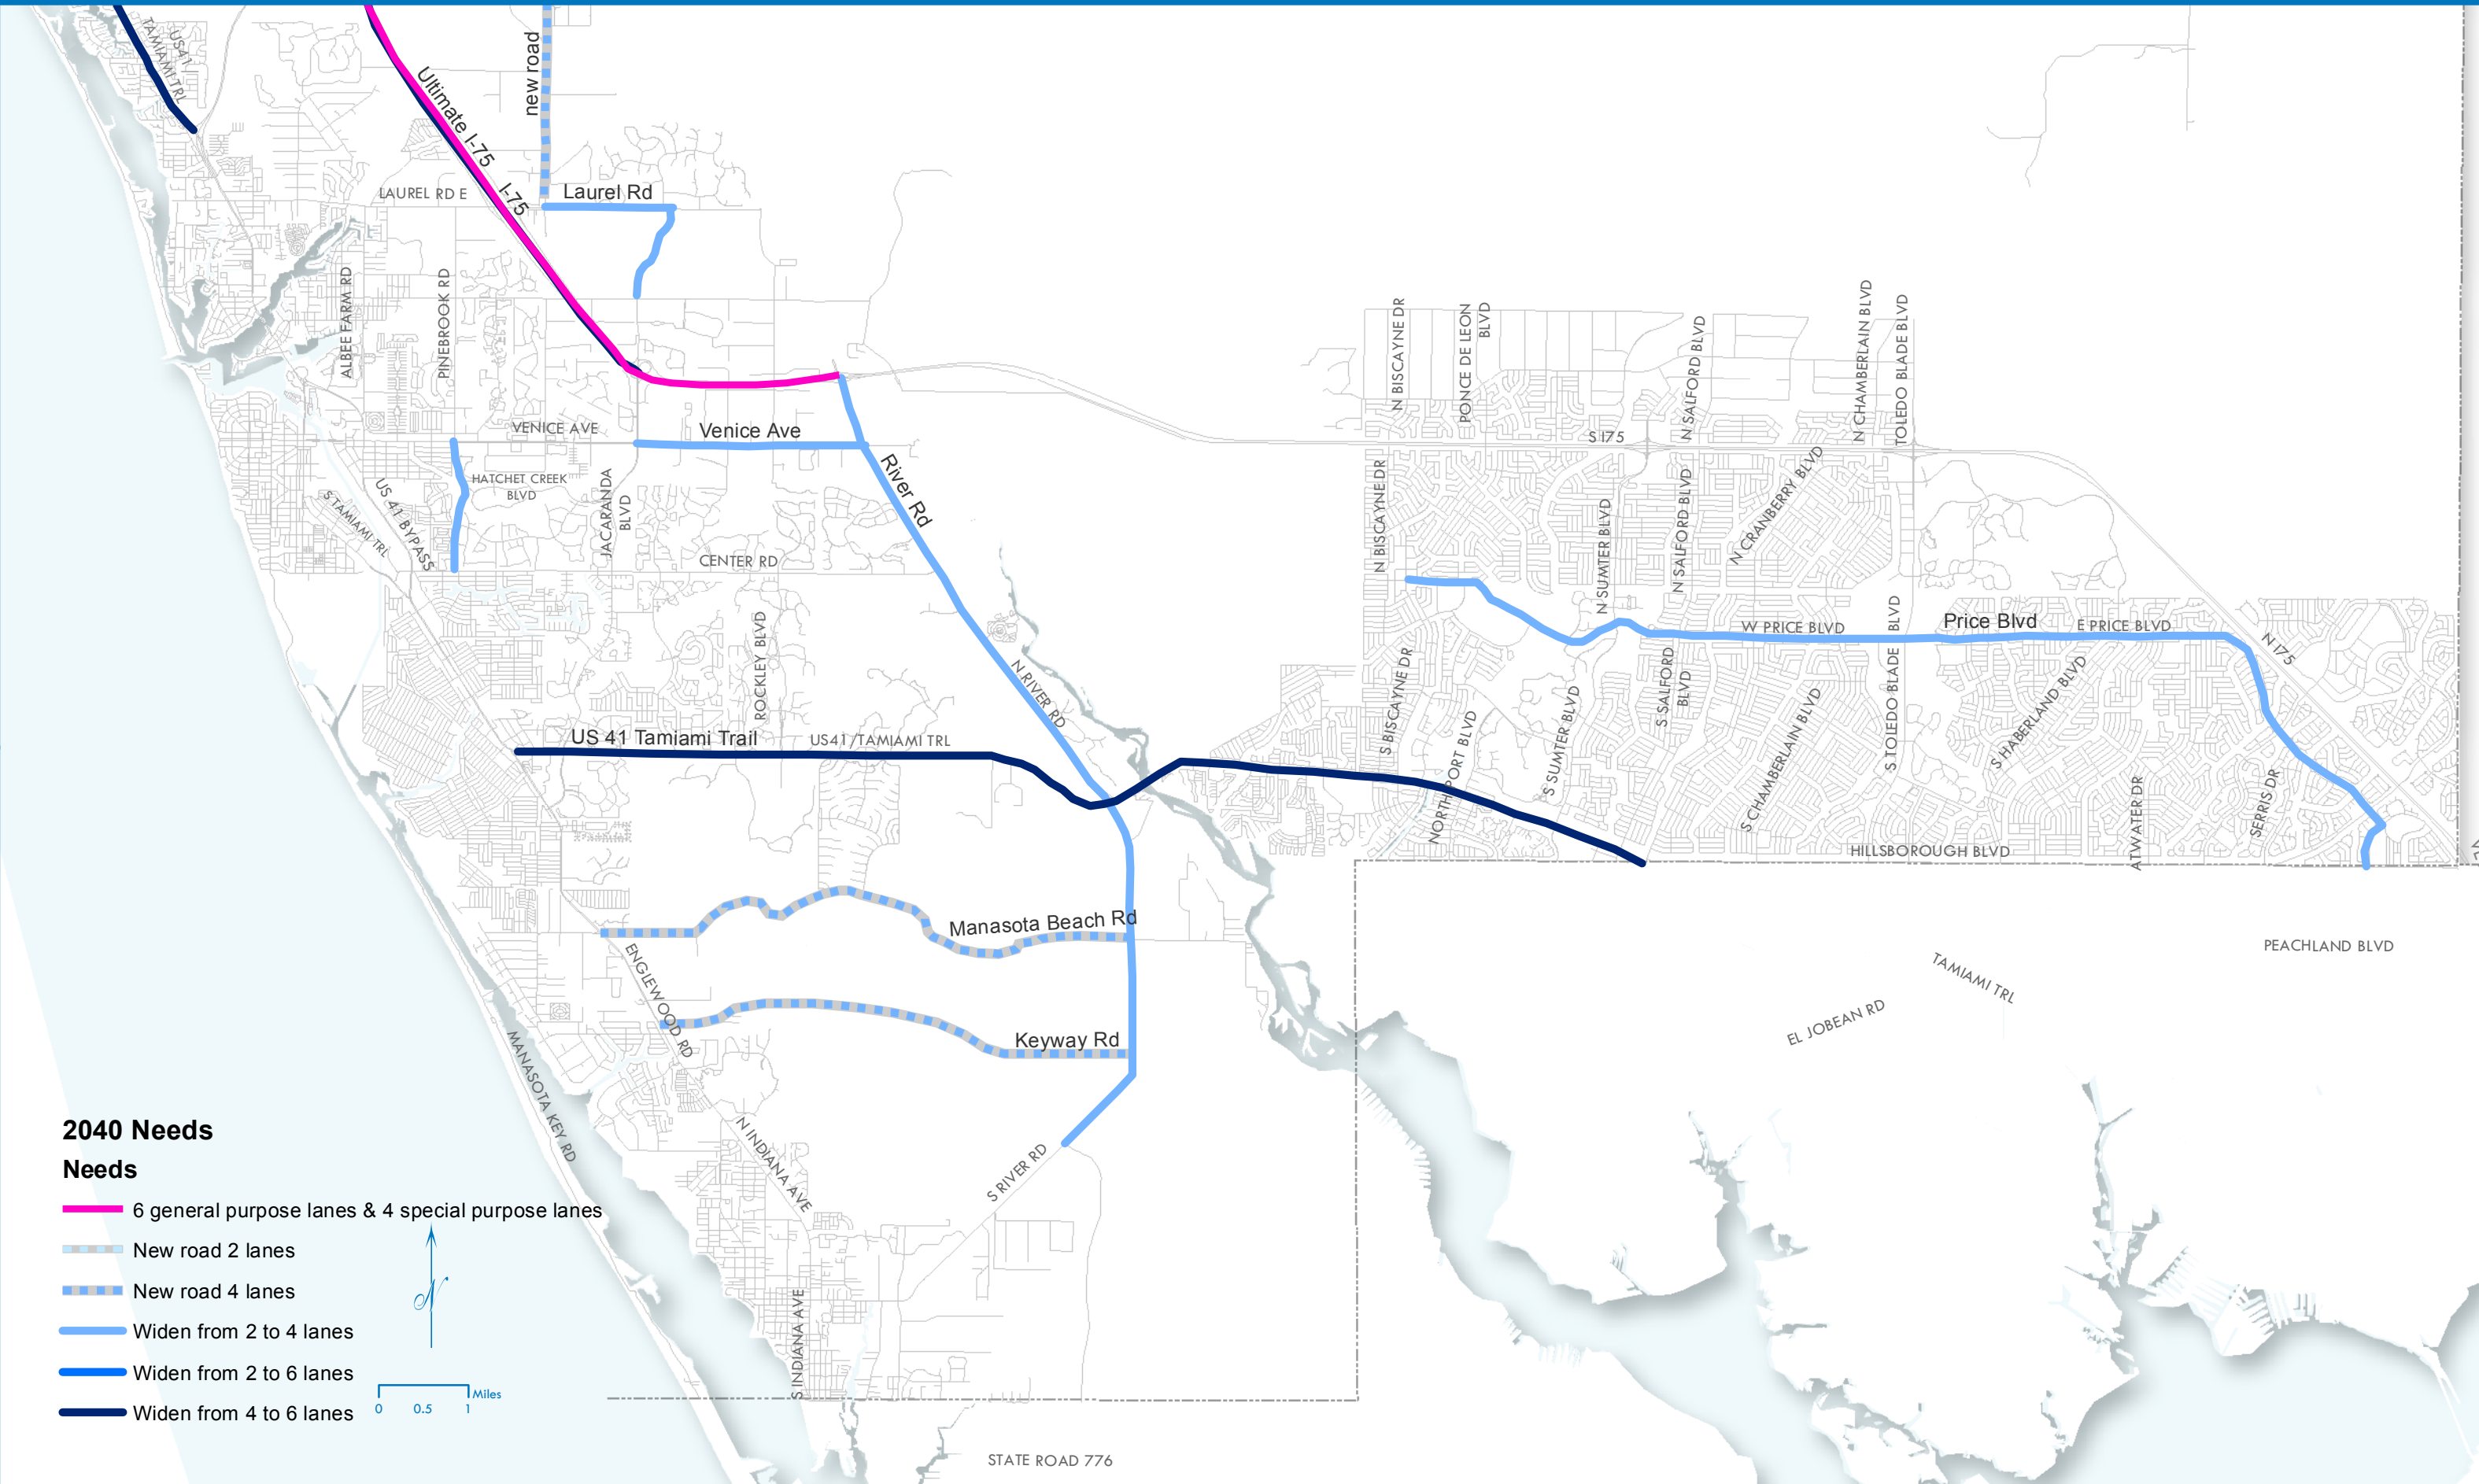 US41
TAMIAMI TRL
new road
Ultimate I-75
I-75
Laurel Rd
LAUREL RD E
ALBEE FARM RD
PINEBROOK RD
N BISCAYNE DR
PONCE DE LEON
BLVD
N SALFORD BLVD
N CHAMBERLAIN BLVD
TOLEDO BLADE BLVD
VENICE AVE
Venice Ave
S I75
HATCHET CREEK
BLVD
JACARANDA
BLVD
US 41 BYPASS
S TAMIAMI TRL
River Rd
CENTER RD
N BISCAYNE DR
N SUMTER BLVD
N SALFORD BLVD
N CRANBERRY BLVD
ROCKLEY BLVD
N RIVER RD
W PRICE BLVD
BLVD
Price Blvd
E PRICE BLVD
N I75
US 41 Tamiami Trail
US41/TAMIAMI TRL
S BISCAYNE DR
NORTH PORT BLVD
S SUMTER BLVD
S SALFORD
BLVD
S CHAMBERLAIN BLVD
S TOLEDO BLADE
S HABERLAND BLVD
ATWATER DR
SERRIS DR
HILLSBOROUGH BLVD
Manasota Beach Rd
ENGLEWOOD RD
Keyway Rd
MANASOTA KEY RD
N INDIANA AVE
S RIVER RD
S INDIANA AVE
PEACHLAND BLVD
TAMIAMI TRL
EL JOBEAN RD
STATE ROAD 776
2040 Needs
Needs
6 general purpose lanes & 4 special purpose lanes
New road 2 lanes
New road 4 lanes
Widen from 2 to 4 lanes
Widen from 2 to 6 lanes
Widen from 4 to 6 lanes
N
Miles
0 0.5 1